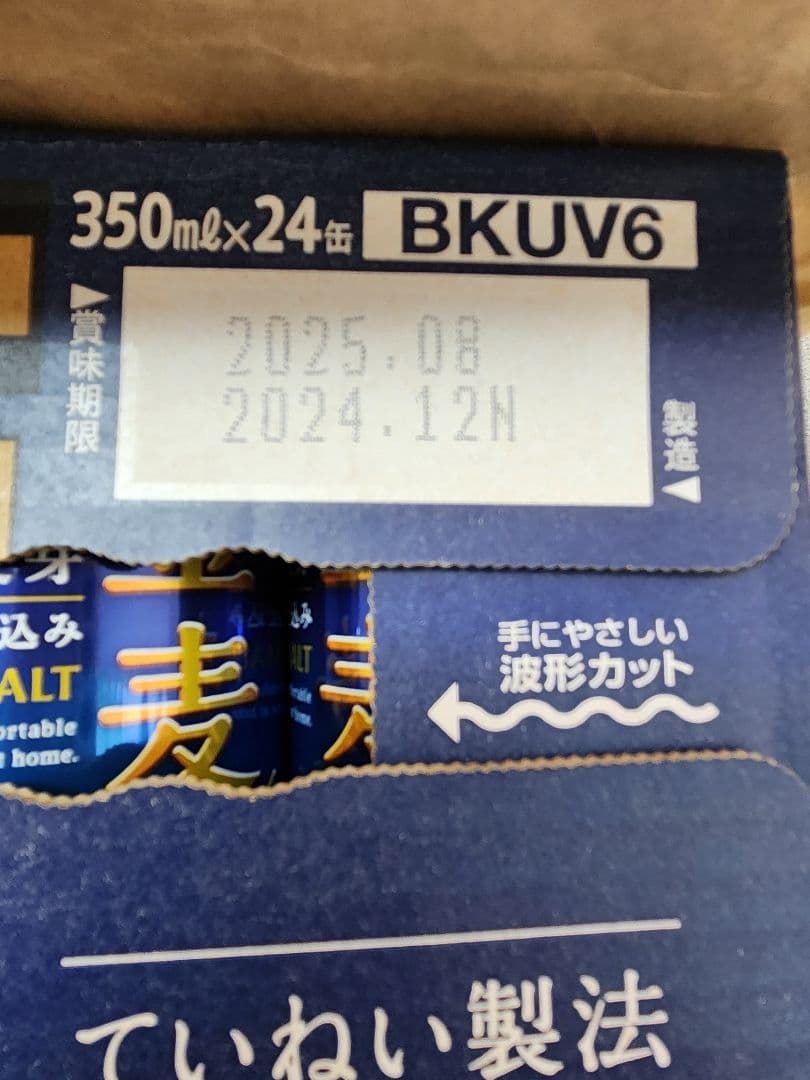 350ml×24缶 BKUV6
▶賞味期限
2025.08
2024.12N
製造▶
込み
ALT
麦
home.
手にやさしい
波形カット
ていねい製法